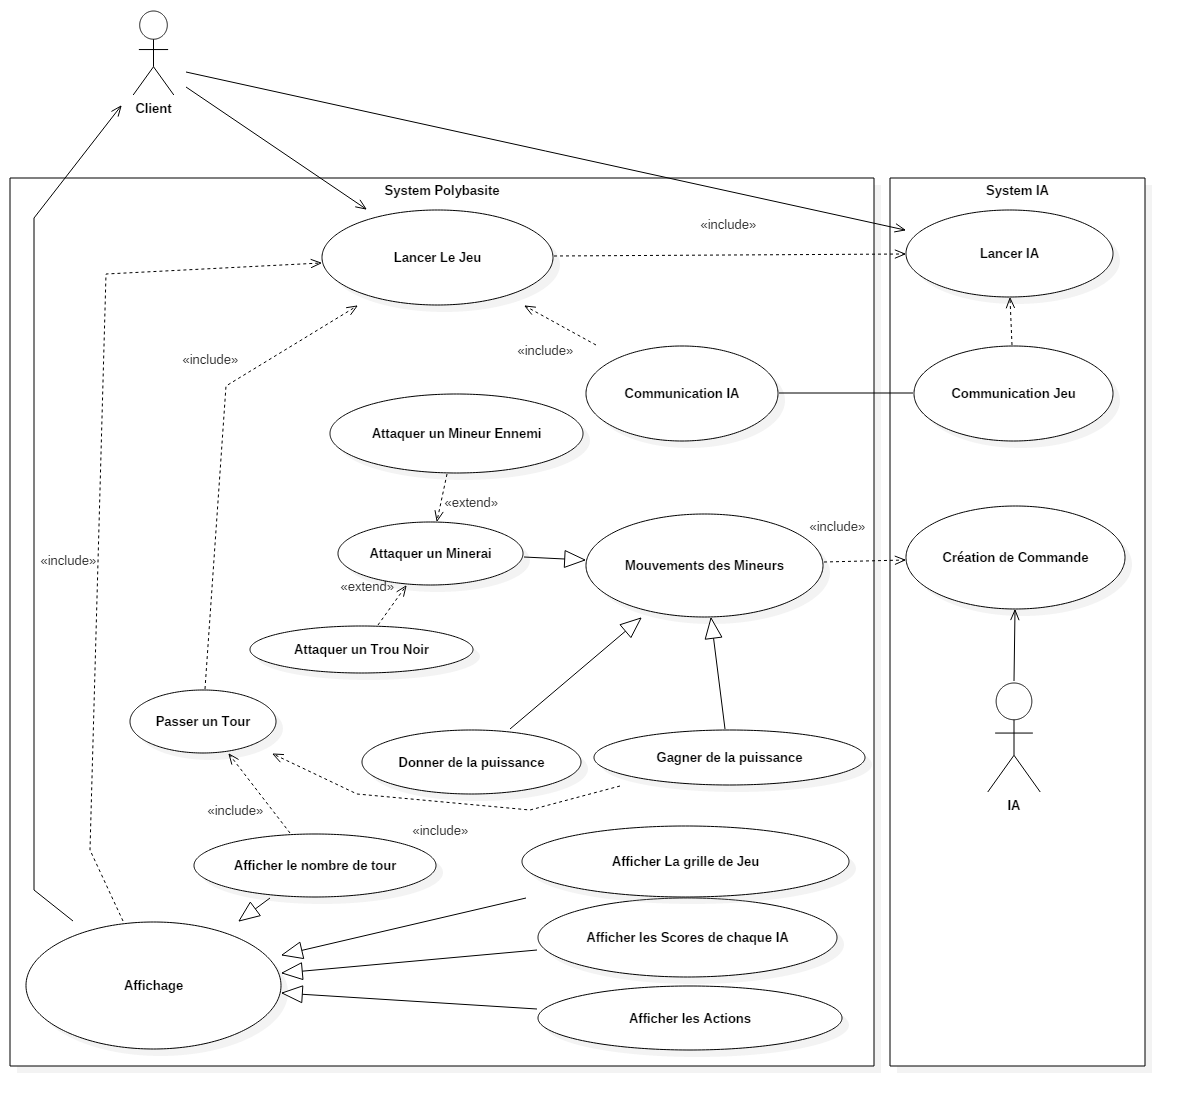 Client
System Polybasite
System IA
«include»
Lancer Le Jeu
Lancer IA
«include»
«include»
Communication IA
Communication Jeu
Attaquer un Mineur Ennemi
«extend»
«include»
Attaquer un Minerai
Mouvements des Mineurs
Création de Commande
«include»
«extend»
Attaquer un Trou Noir
Passer un Tour
Donner de la puissance
Gagner de la puissance
IA
«include»
«include»
Afficher le nombre de tour
Afficher La grille de Jeu
Afficher les Scores de chaque IA
Affichage
Afficher les Actions